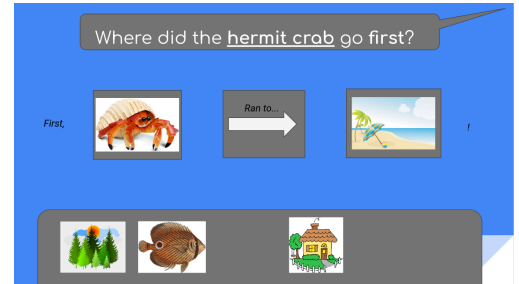 Where did the hermit crab go first?
Ran to...
First,
!